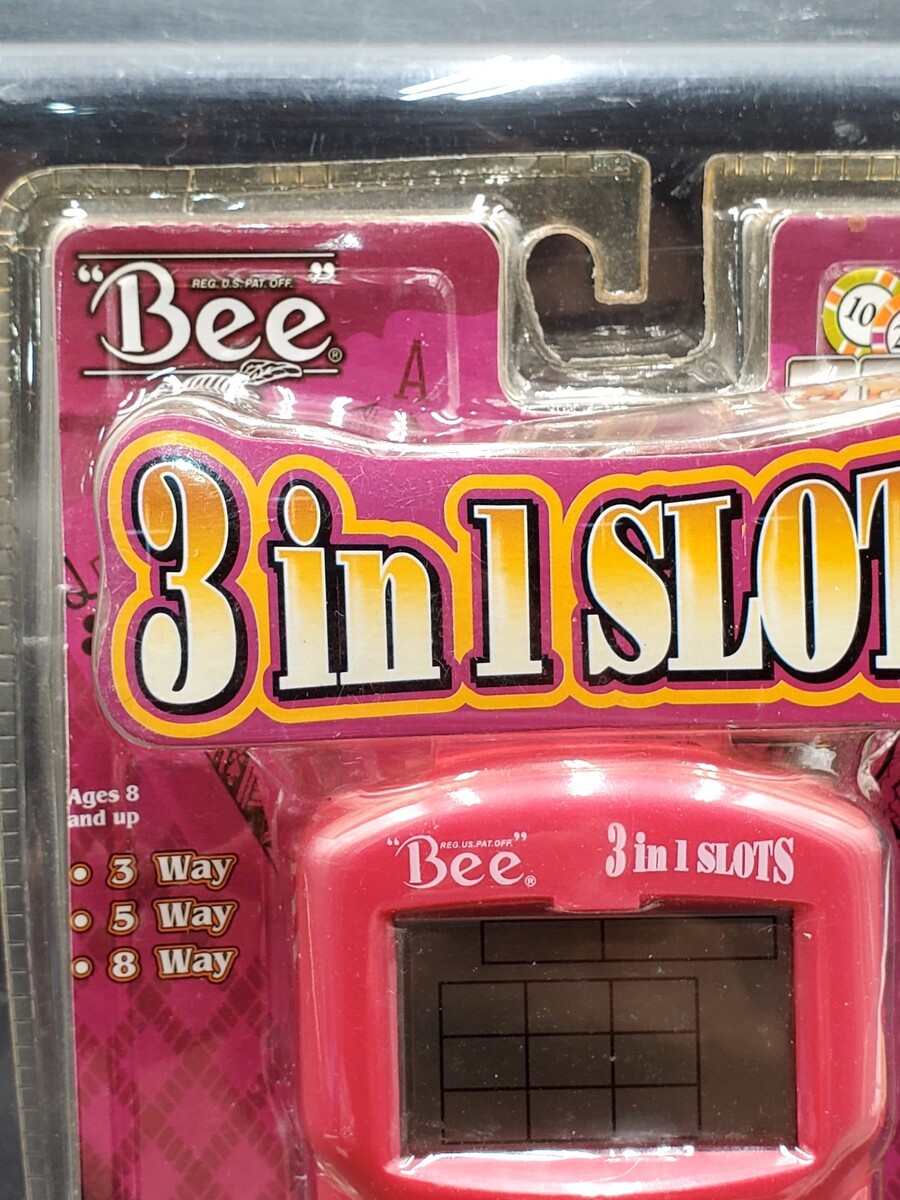 "Bee"®
REG. U.S. PAT. OFF.
A
10
3 in 1 SLOT
Ages 8
and up
• 3 Way
• 5 Way
• 8 Way
"Bee"®
REG. U.S. PAT. OFF.
3 in 1 SLOTS